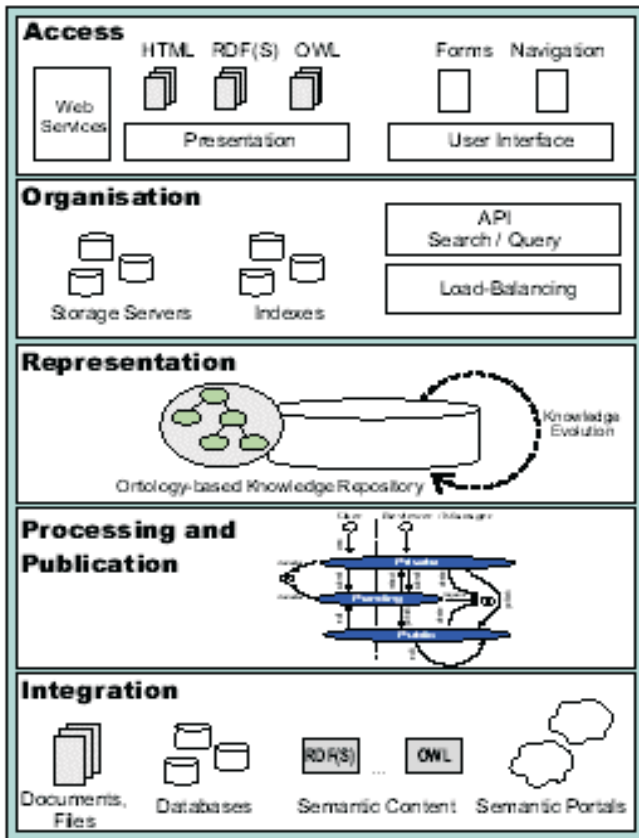 Access
HTML RDF(S) OWL Forms Navigation
Web
Services
Presentation
User Interface
Organisation
API
Search / Query
Load-Balancing
Storage Servers
Indexes
Representation
Knowledge
Evolution
Ontology-based Knowledge Repository
Processing and
Publication
Private
Pending
Public
Integration
RDF(S) ... OWL
Documents,
Files
Databases
Semantic Content
Semantic Portals